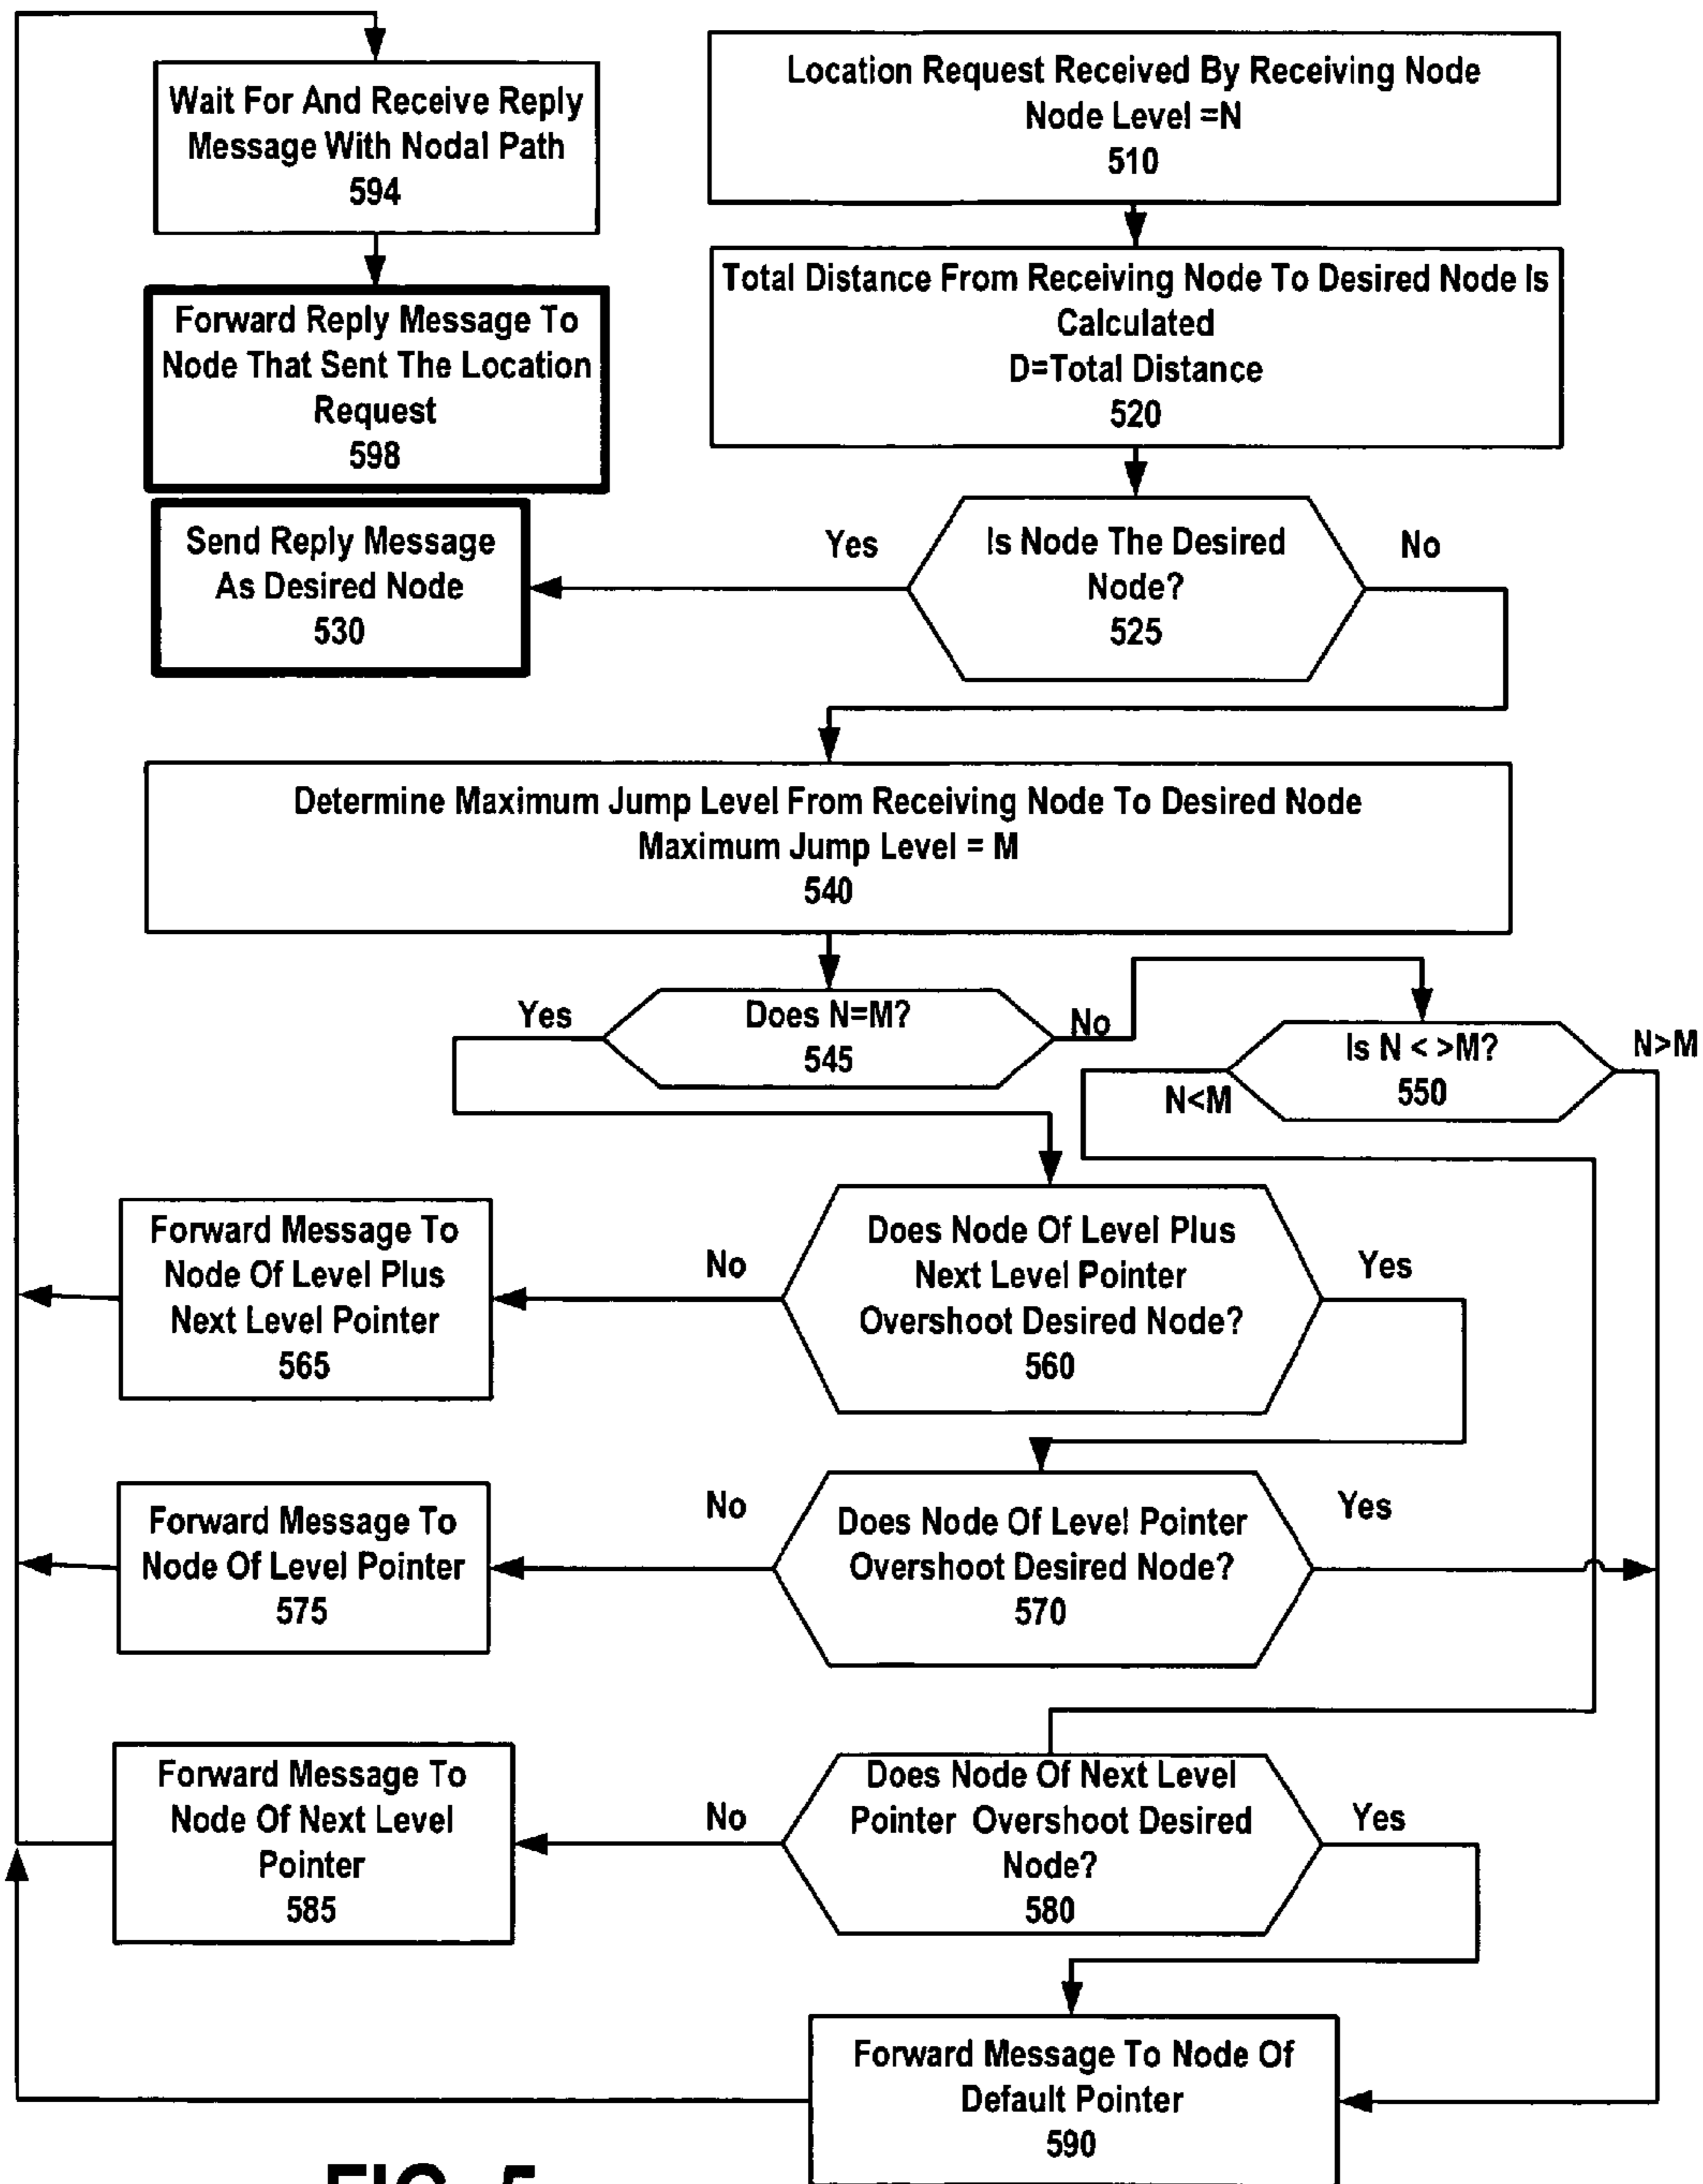 Wait For And Receive Reply
Message With Nodal Path
594
Location Request Received By Receiving Node
Node Level =N
510
Forward Reply Message To
Node That Sent The Location
Request
598
Total Distance From Receiving Node To Desired Node Is
Calculated
D=Total Distance
520
Send Reply Message
As Desired Node
530
Yes
Is Node The Desired
Node?
525
No
Determine Maximum Jump Level From Receiving Node To Desired Node
Maximum Jump Level = M
540
Yes
Does N=M?
545
No
Is N < >M?
550
N>M
N<M
Forward Message To
Node Of Level Plus
Next Level Pointer
565
No
Does Node Of Level Plus
Next Level Pointer
Overshoot Desired Node?
560
Yes
Forward Message To
Node Of Level Pointer
575
No
Does Node Of Level Pointer
Overshoot Desired Node?
570
Yes
Forward Message To
Node Of Next Level
Pointer
585
No
Does Node Of Next Level
Pointer Overshoot Desired
Node?
580
Yes
Forward Message To Node Of
Default Pointer
590
FIG. 5